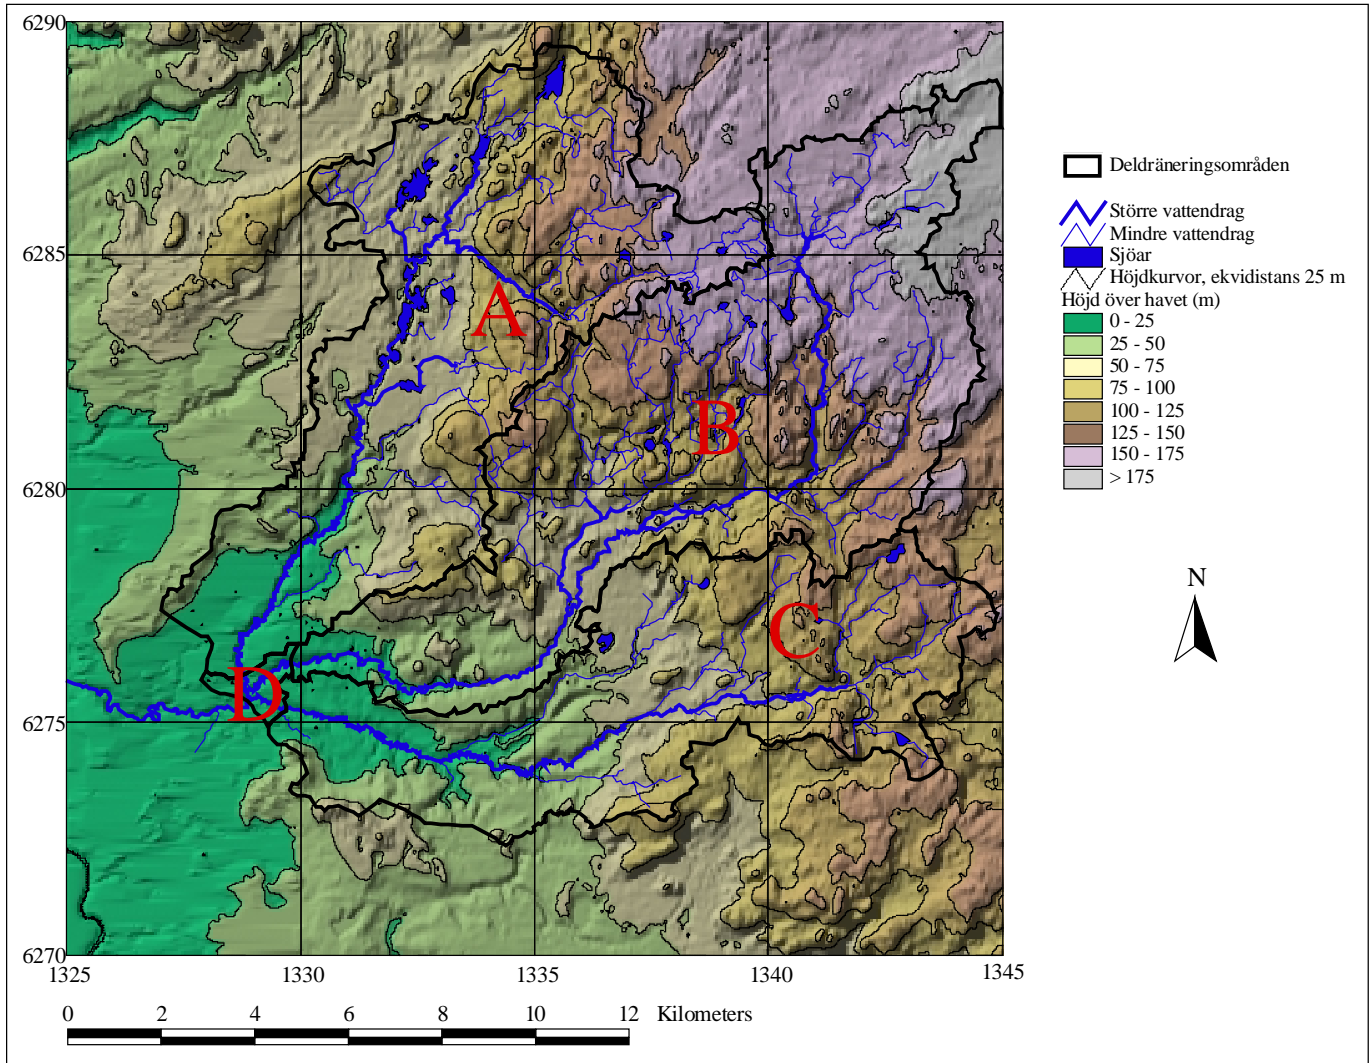 6290
6285
6280
6275
6270
1325
1330
1335
1340
1345
A
B
C
D
0
2
4
6
8
10
12
Kilometers
Deldräneringsområden
Större vattendrag
Mindre vattendrag
Sjöar
Höjdkurvor, ekvidistans 25 m
Höjd över havet (m)
0 - 25
25 - 50
50 - 75
75 - 100
100 - 125
125 - 150
150 - 175
> 175
N